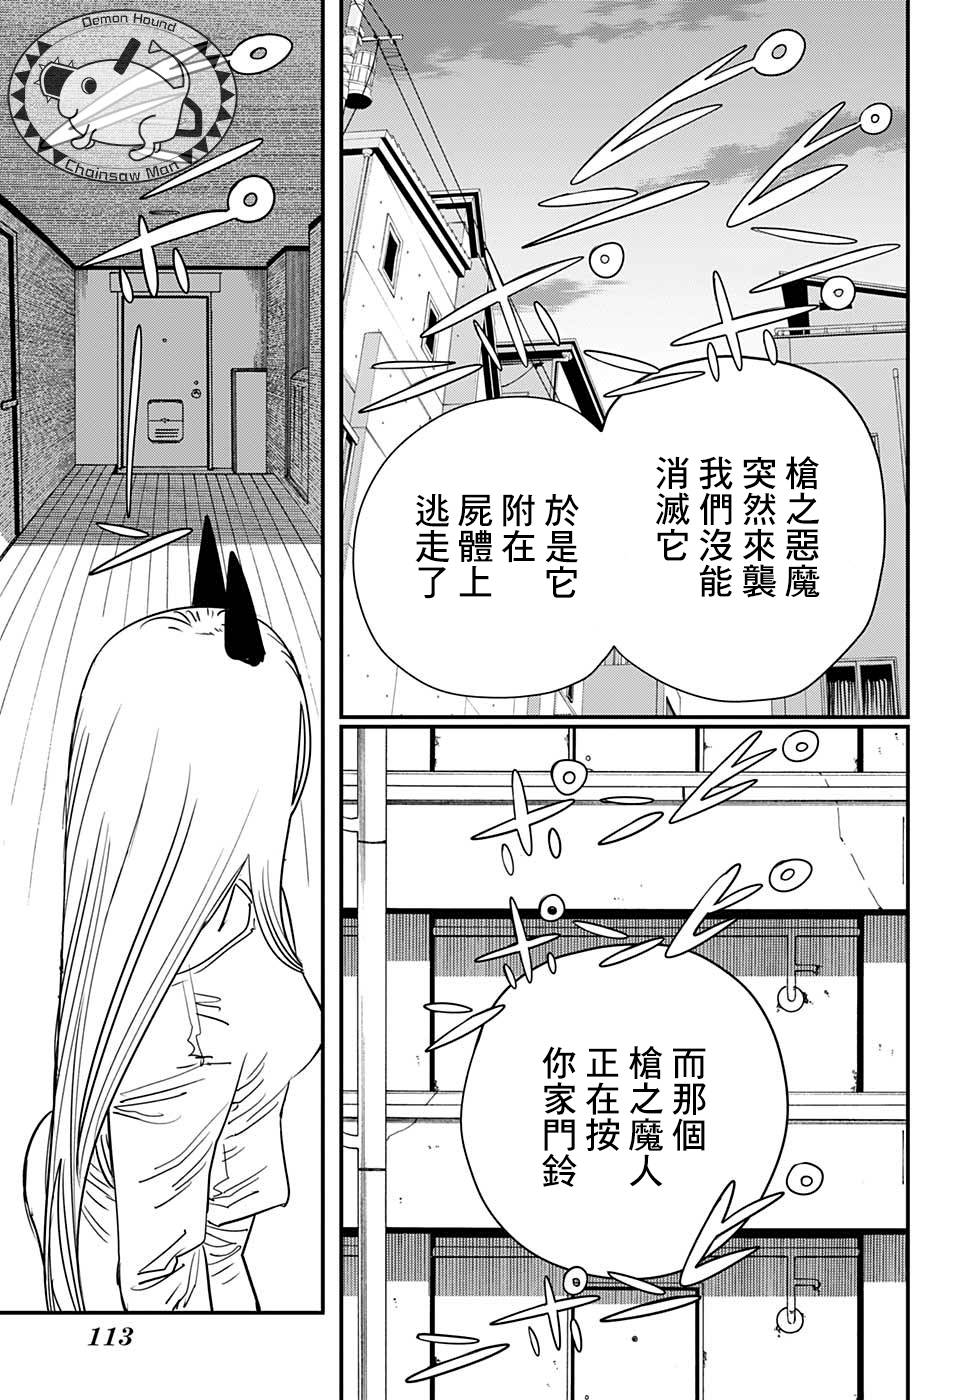 槍之惡魔
突然來襲
我們沒能
消滅它
於是它
附在
屍體上
逃走了
Demon Hound
Chainsaw Man
而那個
槍之魔人
正在按
你家門鈴
113